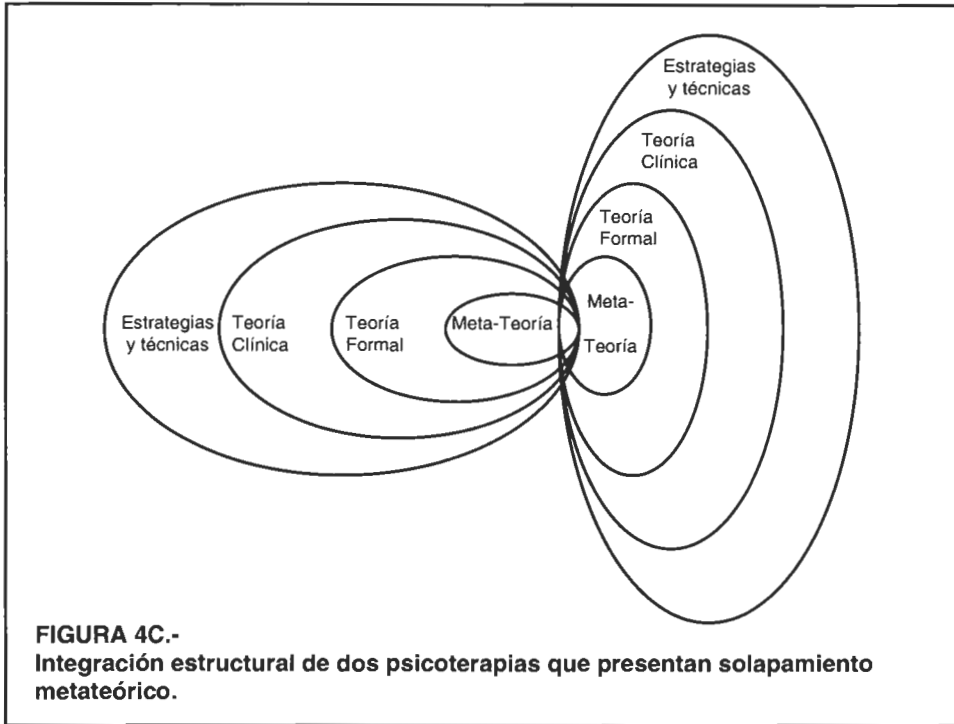 Estrategias
y técnicas
Teoría
Clínica
Teoría
Formal
Meta-
Teoría
Estrategias
y técnicas
Teoría
Clínica
Teoría
Formal
Meta-Teoría
FIGURA 4C.-
Integración estructural de dos psicoterapias que presentan solapamiento
metateórico.